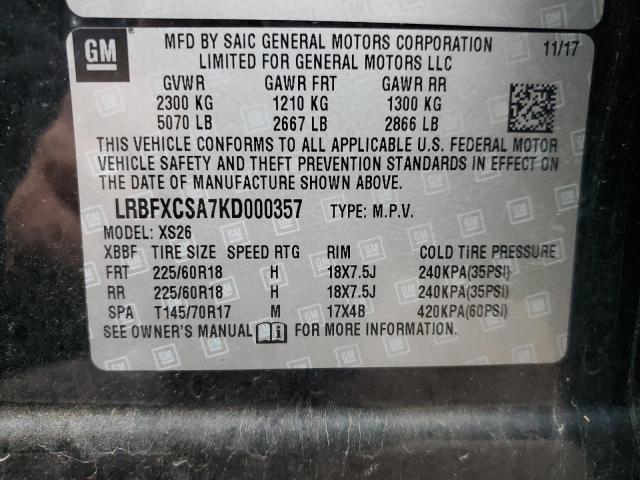 GM
MFD BY SAIC GENERAL MOTORS CORPORATION 11/17
LIMITED FOR GENERAL MOTORS LLC
GVWR GAWR FRT GAWR RR
2300 KG 1210 KG 1300 KG
5070 LB 2667 LB 2866 LB
THIS VEHICLE CONFORMS TO ALL APPLICABLE U.S. FEDERAL MOTOR
VEHICLE SAFETY AND THEFT PREVENTION STANDARDS IN EFFECT ON
THE DATE OF MANUFACTURE SHOWN ABOVE.
LRBFXCSA7KD000357 TYPE: M.P.V.
MODEL: XS26
XBBF TIRE SIZE SPEED RTG RIM COLD TIRE PRESSURE
FRT 225/60R18 H 18X7.5J 240KPA(35PSI)
RR 225/60R18 H 18X7.5J 240KPA(35PSI)
SPA T145/70R17 M 17X4B 420KPA(60PSI)
SEE OWNER'S MANUAL FOR MORE INFORMATION.